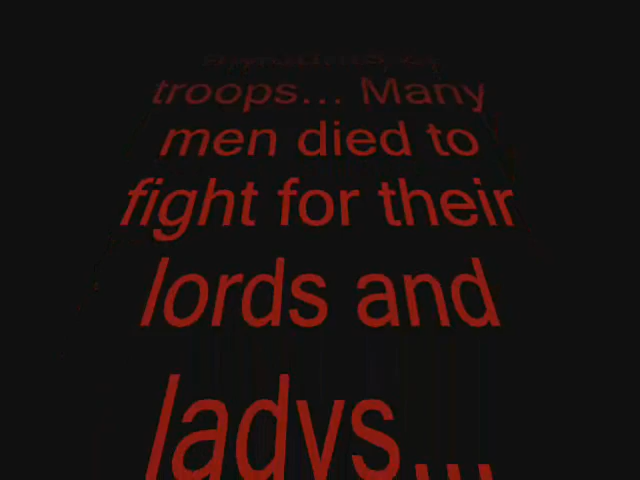 troops... Many
men died to
fight for their
lords and
ladys...